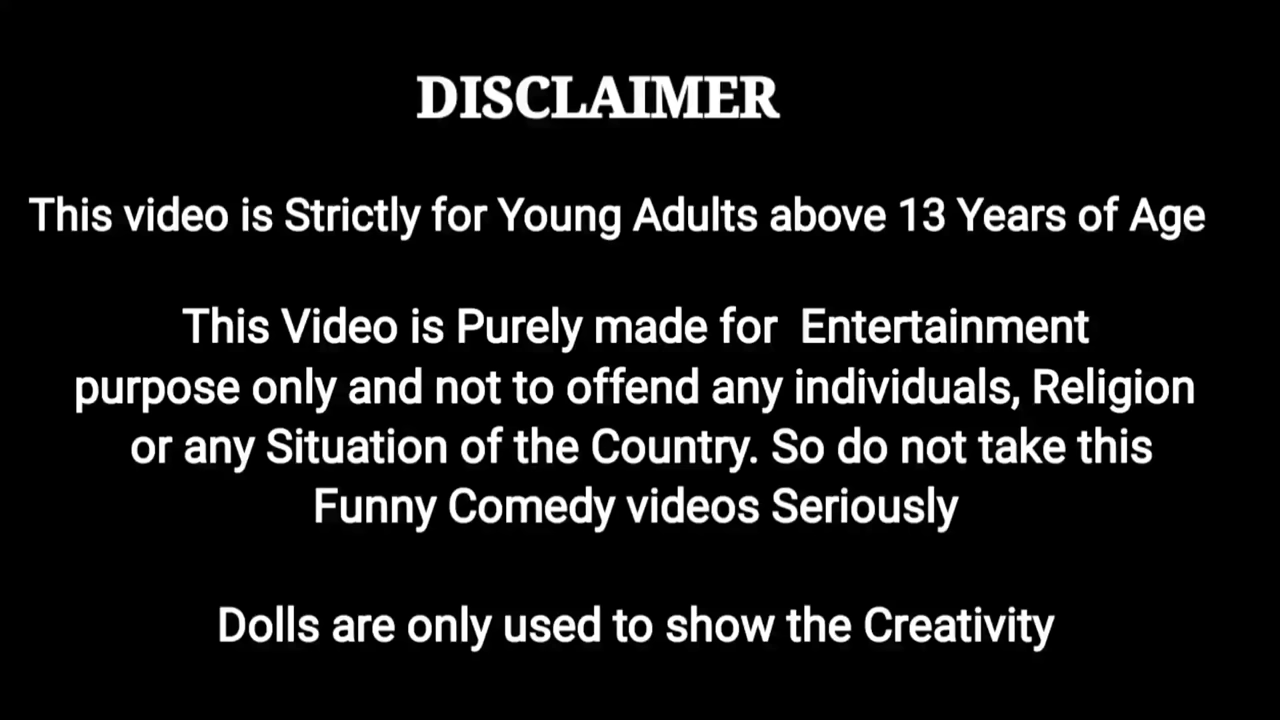 DISCLAIMER
This video is Strictly for Young Adults above 13 Years of Age
This Video is Purely made for Entertainment
purpose only and not to offend any individuals, Religion
or any Situation of the Country. So do not take this
Funny Comedy videos Seriously
Dolls are only used to show the Creativity